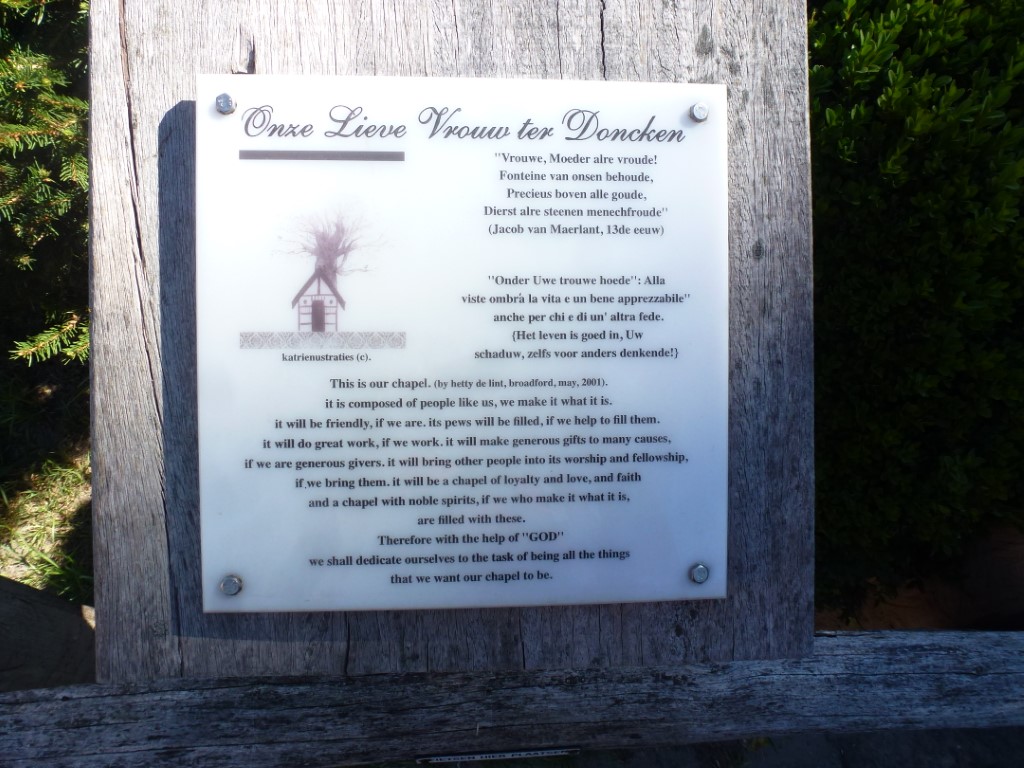 Onze Lieve Vrouw ter Doncken
"Vrouwe, Moeder alre vroude!
Fonteine van onsen behoude,
Precieus boven alle goude,
Dierst alre steenen menechfroude"
(Jacob van Maerlant, 13de eeuw)
"Onder Uwe trouwe hoede": Alla
viste ombrà la vita e un bene apprezzabile"
anche per chi e di un' altra fede.
{Het leven is goed in, Uw
schaduw, zelfs voor anders denkende!}
katrienustraties (c).
This is our chapel. (by hetty de lint, broadford, may, 2001).
it is composed of people like us, we make it what it is.
it will be friendly, if we are. its pews will be filled, if we help to fill them.
it will do great work, if we work. it will make generous gifts to many causes,
if we are generous givers. it will bring other people into its worship and fellowship,
if we bring them. it will be a chapel of loyalty and love, and faith
and a chapel with noble spirits, if we who make it what it is,
are filled with these.
Therefore with the help of "GOD"
we shall dedicate ourselves to the task of being all the things
that we want our chapel to be.